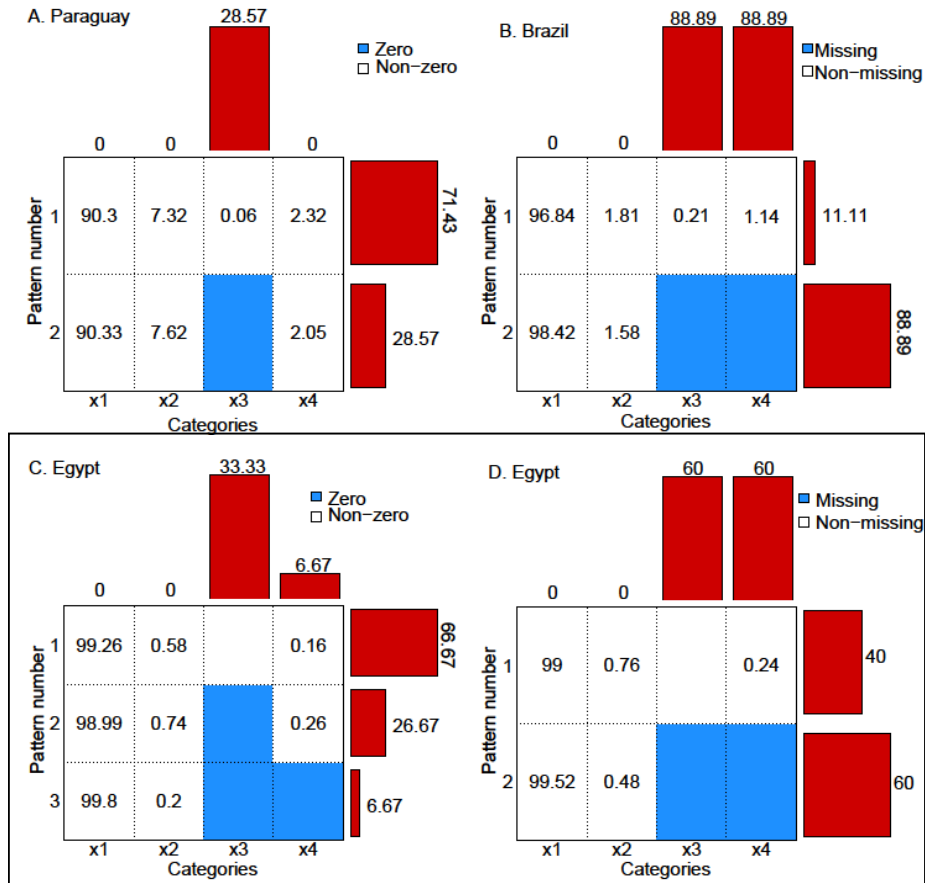 A. Paraguay
28.57
Zero
Non-zero
0 0 0
Pattern number
1 90.3 7.32 0.06 2.32 71.43
2 90.33 7.62 2.05 28.57
x1 x2 x3 x4
Categories
B. Brazil
88.89 88.89
Missing
Non-missing
0 0
Pattern number
1 96.84 1.81 0.21 1.14 11.11
2 98.42 1.58 88.89
x1 x2 x3 x4
Categories
C. Egypt
33.33
Zero
Non-zero
6.67
0 0
Pattern number
1 99.26 0.58 0.16 66.67
2 98.99 0.74 0.26 26.67
3 99.8 0.2 6.67
x1 x2 x3 x4
Categories
D. Egypt
60 60
Missing
Non-missing
0 0
Pattern number
1 99 0.76 0.24 40
2 99.52 0.48 60
x1 x2 x3 x4
Categories